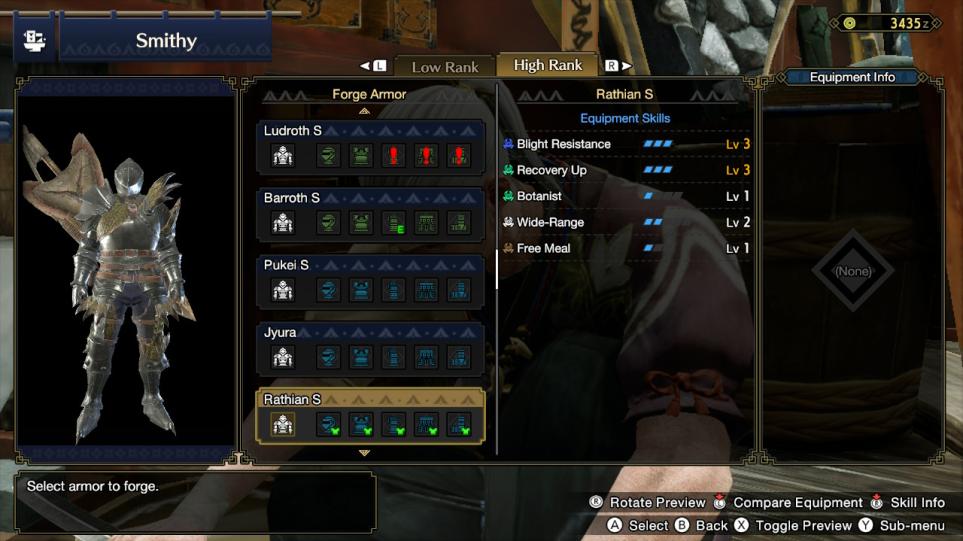 Smithy
3435z
L
Low Rank
High Rank
R
Equipment Info
Forge Armor
Ludroth S
Barroth S
E
Pukei S
Jyura
Rathian S
Rathian S
Equipment Skills
Blight Resistance Lv 3
Recovery Up Lv 3
Botanist Lv 1
Wide-Range Lv 2
Free Meal Lv 1
(None)
Select armor to forge.
R Rotate Preview Compare Equipment Skill Info
A Select B Back X Toggle Preview Y Sub-menu